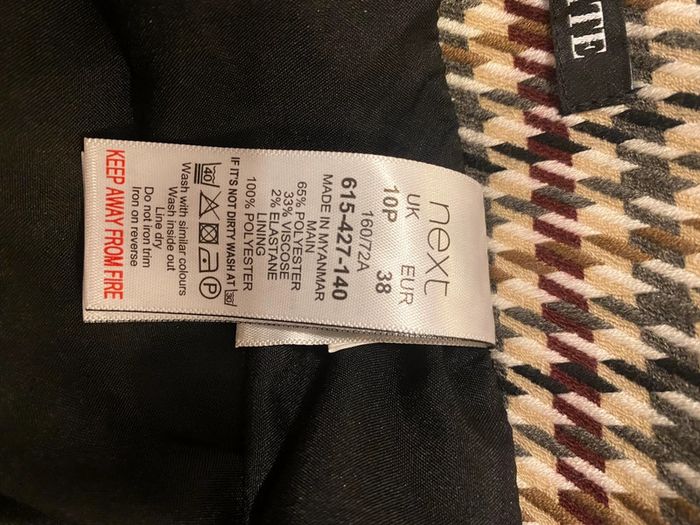 next
UK EUR
10P 38
160/72A
615-427-140
MADE IN MYANMAR
MAIN
65% POLYESTER
33% VISCOSE
2% ELASTANE
LINING
100% POLYESTER
IF IT'S NOT DIRTY WASH AT 30
40 P
Wash with similar colours
Wash inside out
Line dry
Do not iron trim
Iron on reverse
KEEP AWAY FROM FIRE